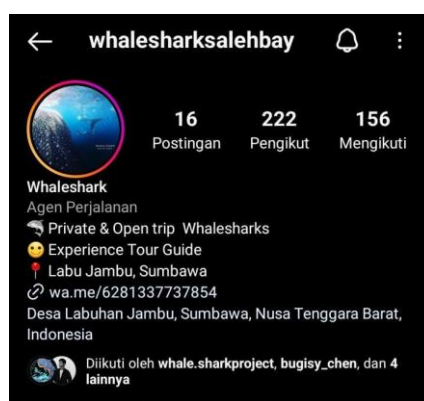 whalesharksalehbay
16 222 156
Postingan Pengikut Mengikuti
Whaleshark
Agen Perjalanan
Private & Open trip Whalesharks
Experience Tour Guide
Labu Jambu, Sumbawa
wa.me/6281337737854
Desa Labuhan Jambu, Sumbawa, Nusa Tenggara Barat,
Indonesia
Diikuti oleh whale.sharkproject, bugisy_chen, dan 4
lainnya